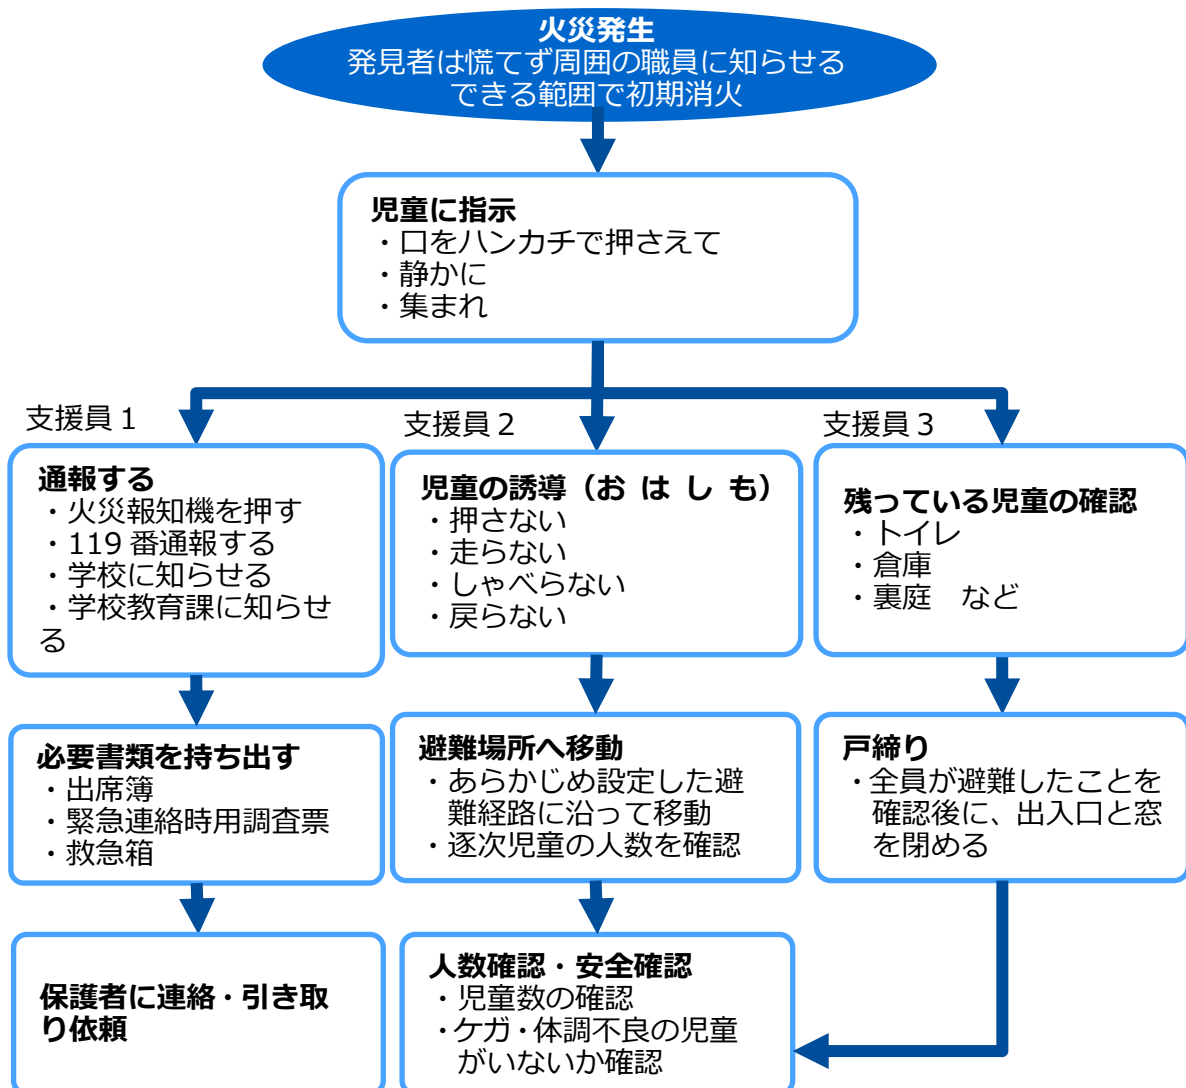 火災発生
発見者は慌てず周囲の職員に知らせる
できる範囲で初期消火
児童に指示
・口をハンカチで押さえて
・静かに
・集まれ
支援員1
通報する
・火災報知機を押す
・119番通報する
・学校に知らせる
・学校教育課に知らせ
る
必要書類を持ち出す
・出席簿
・緊急連絡時用調査票
・救急箱
保護者に連絡・引き取
り依頼
支援員2
児童の誘導（お は し も）
・押さない
・走らない
・しゃべらない
・戻らない
避難場所へ移動
・あらかじめ設定した避
難経路に沿って移動
・逐次児童の人数を確認
人数確認・安全確認
・児童数の確認
・ケガ・体調不良の児童
がいないか確認
支援員3
残っている児童の確認
・トイレ
・倉庫
・裏庭　など
戸締り
・全員が避難したことを
確認後に、出入口と窓
を閉める